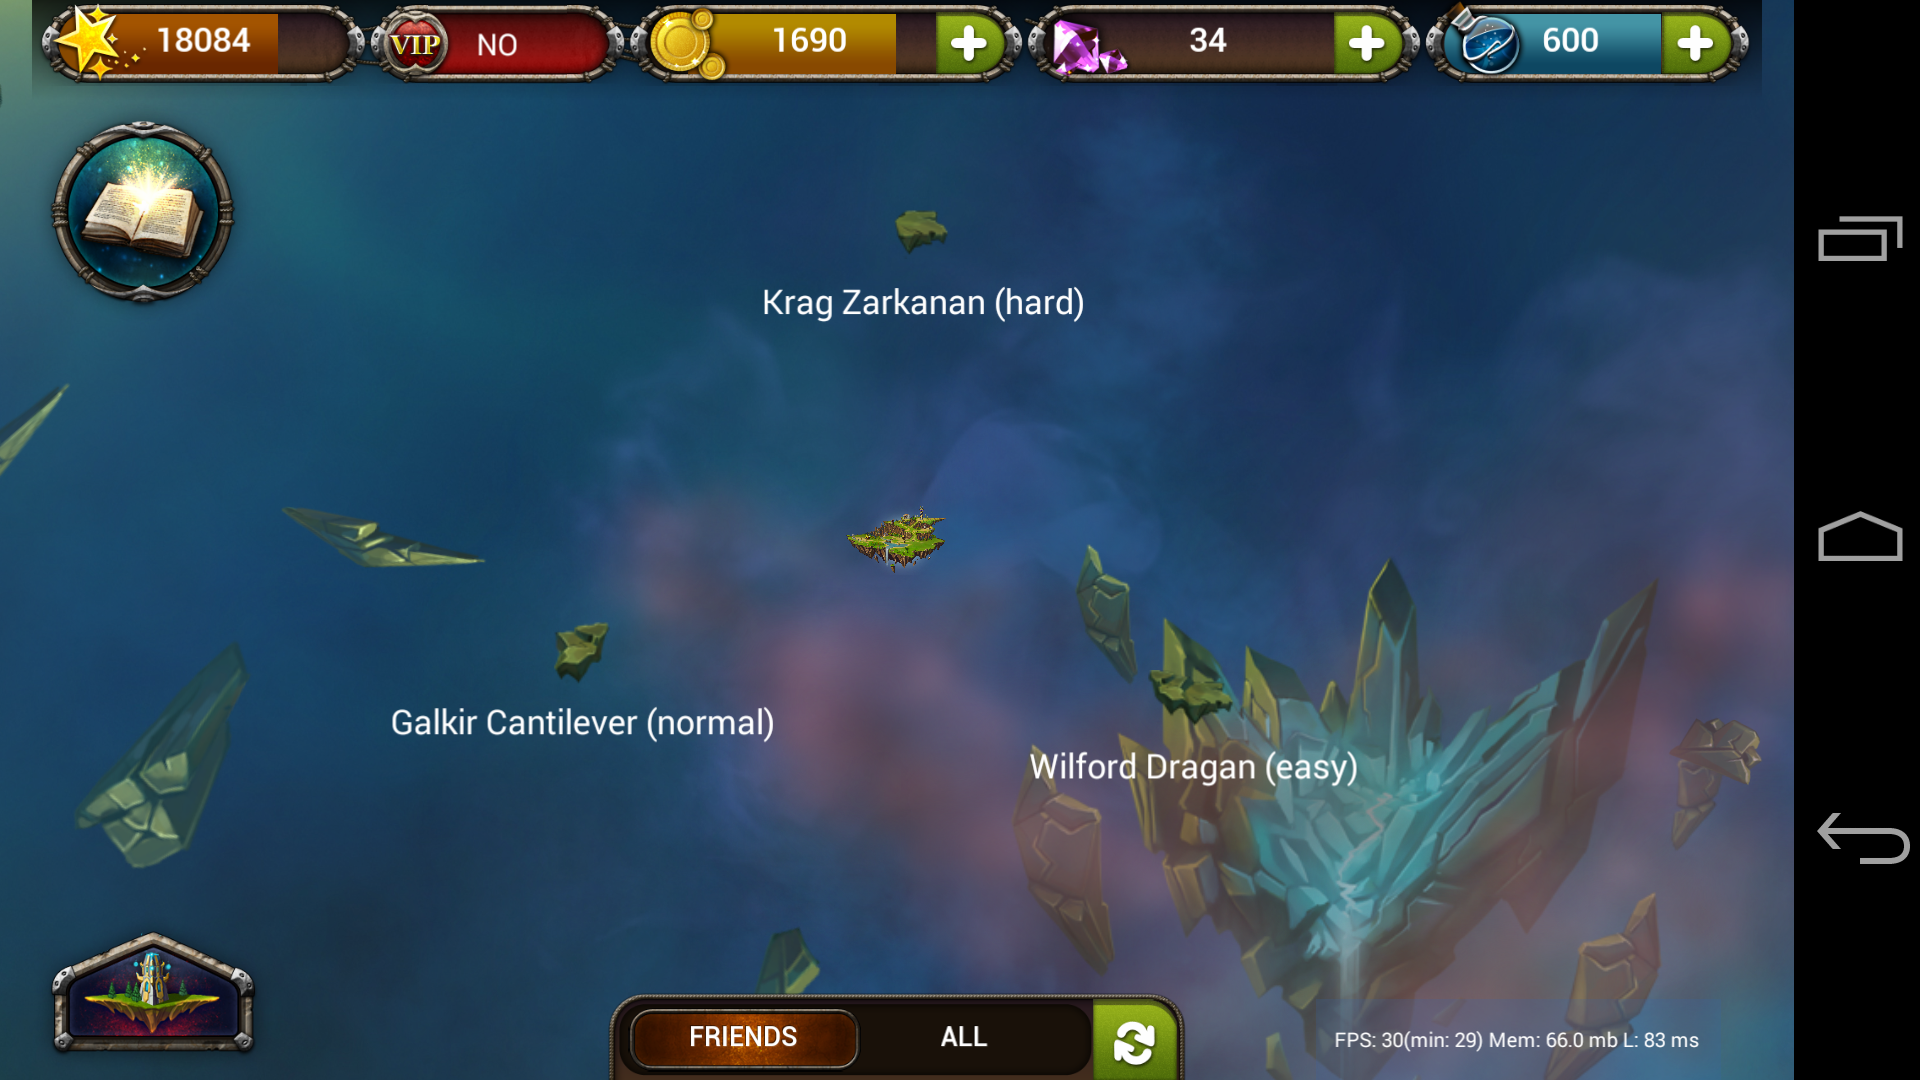 18084
VIP
NO
1690
34
600
Krag Zarkanan (hard)
Galkir Cantilever (normal)
Wilford Dragan (easy)
FRIENDS
ALL
FPS: 30(min: 29) Mem: 66.0 mb L: 83 ms